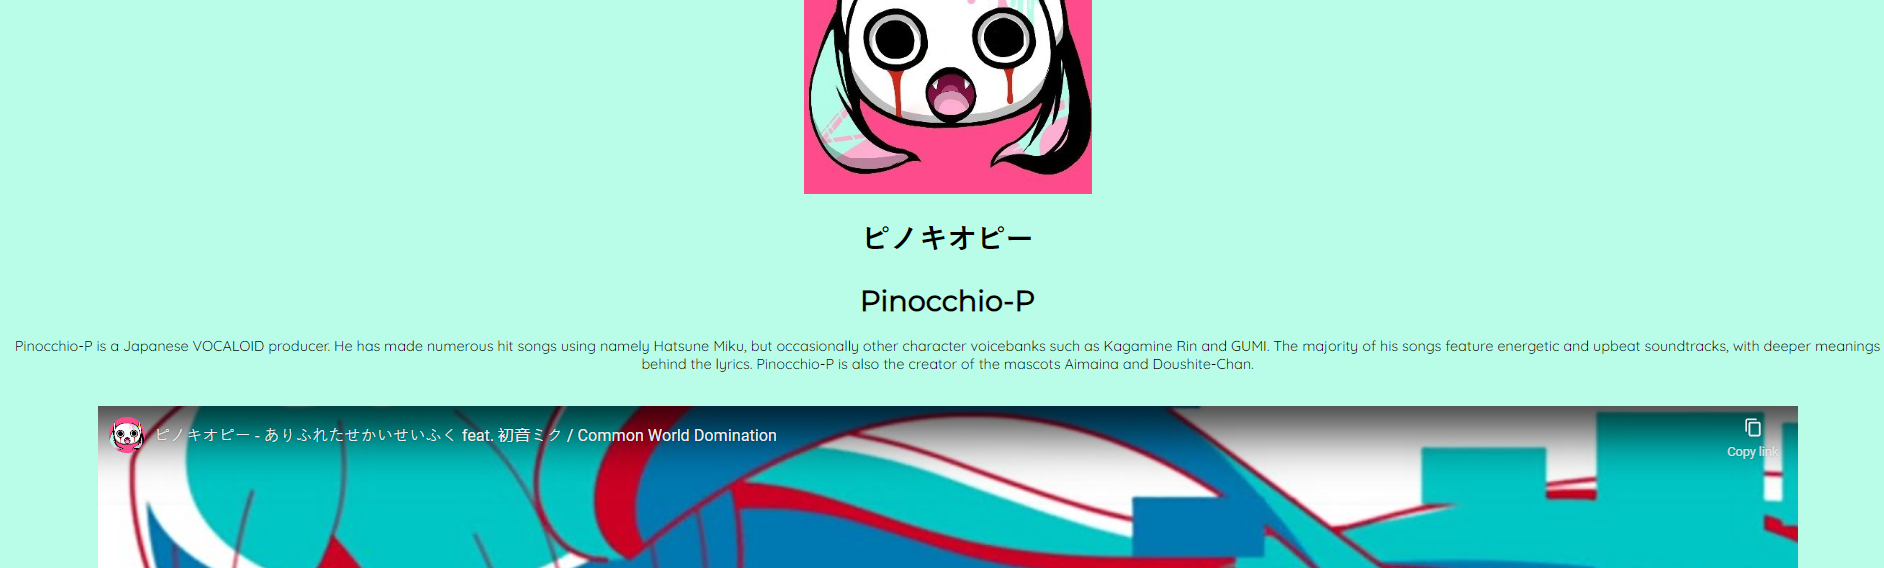 ピノキオピー
Pinocchio-P
Pinocchio-P is a Japanese VOCALOID producer. He has made numerous hit songs using namely Hatsune Miku, but occasionally other character voicebanks such as Kagamine Rin and GUMI. The majority of his songs feature energetic and upbeat soundtracks, with deeper meanings
behind the lyrics. Pinocchio-P is also the creator of the mascots Aimaina and Doushite-Chan.
ピノキオピー - ありふれたせかいせいふく feat. 初音ミク / Common World Domination
Copy link